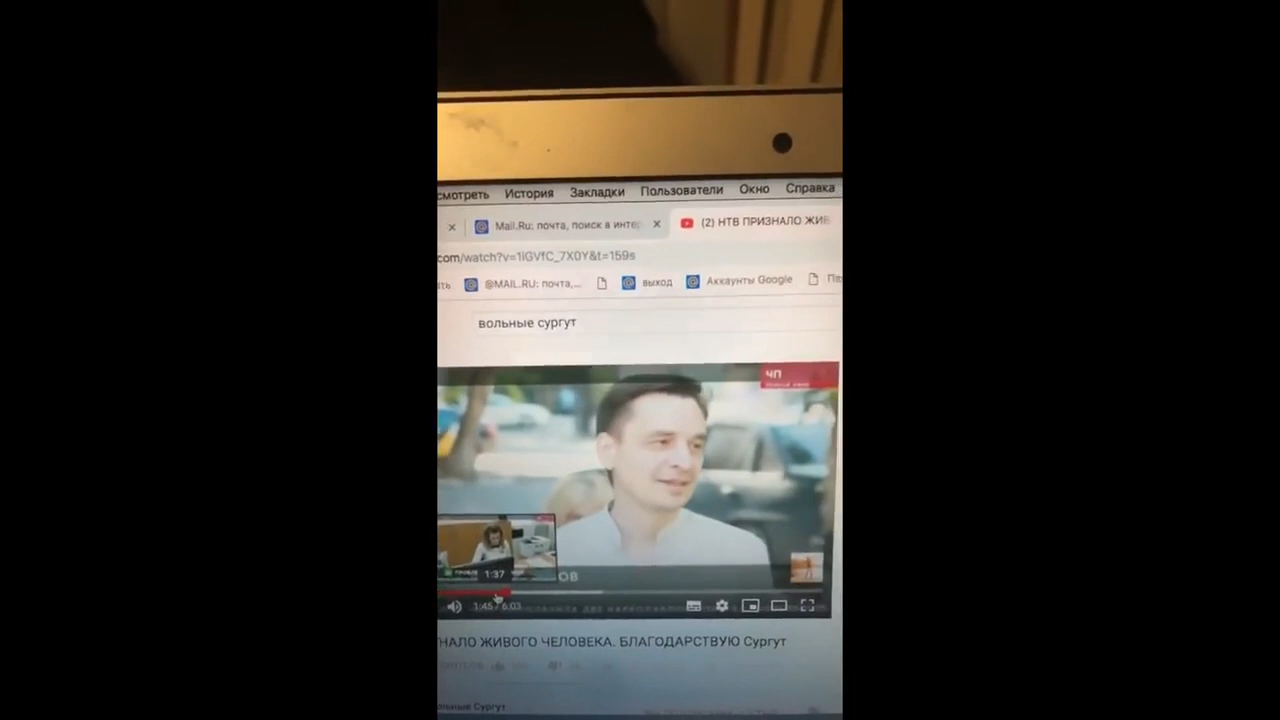 смотреть История Закладки Пользователи Окно Справка
Mail.Ru: почта, поиск в интер (2) НТВ ПРИЗНАЛО ЖИВ
com/watch?v=1iGVfC_7X0Y&t=159s
@MAIL.RU: почта,... выход Аккаунты Google
вольные сургут
ЧП
1:37
ОВ
1:45 / 6:03
НАЛО ЖИВОГО ЧЕЛОВЕКА. БЛАГОДАРСТВУЮ Сургут
ольные Сургут